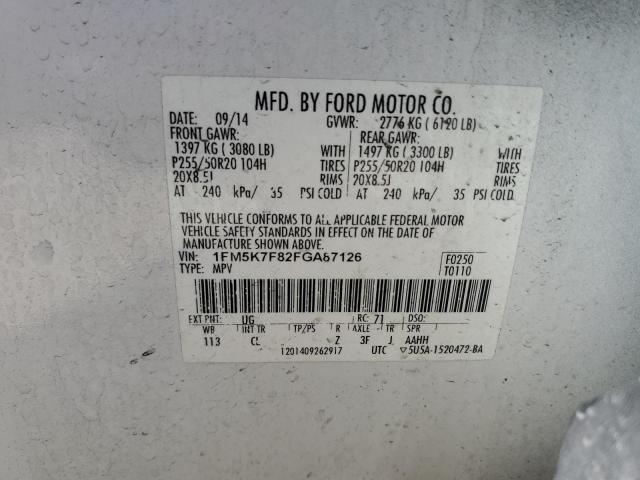 MFD. BY FORD MOTOR CO.
DATE: 09/14 GVWR: 2776 KG ( 6120 LB)
FRONT GAWR: REAR GAWR:
1397 KG ( 3080 LB) WITH 1497 KG ( 3300 LB) WITH
P255/50R20 104H TIRES P255/50R20 104H TIRES
20X8.5J RIMS 20X8.5J RIMS
AT 240 kPa/ 35 PSI COLD AT 240 kPa/ 35 PSI COLD
THIS VEHICLE CONFORMS TO ALL APPLICABLE FEDERAL MOTOR
VEHICLE SAFETY STANDARDS IN EFFECT ON THE DATE OF
MANUFACTURE SHOWN ABOVE.
VIN: 1FM5K7F82FGA87126 F0250
TYPE: MPV T0110
EXT PNT: UG RC: 71 DSO:
WB INT TR TP/PS R AXLE TR SPR
113 CL Z 3F J AAHH
1201409262917 UTC ▽5U5A-1520472-BA